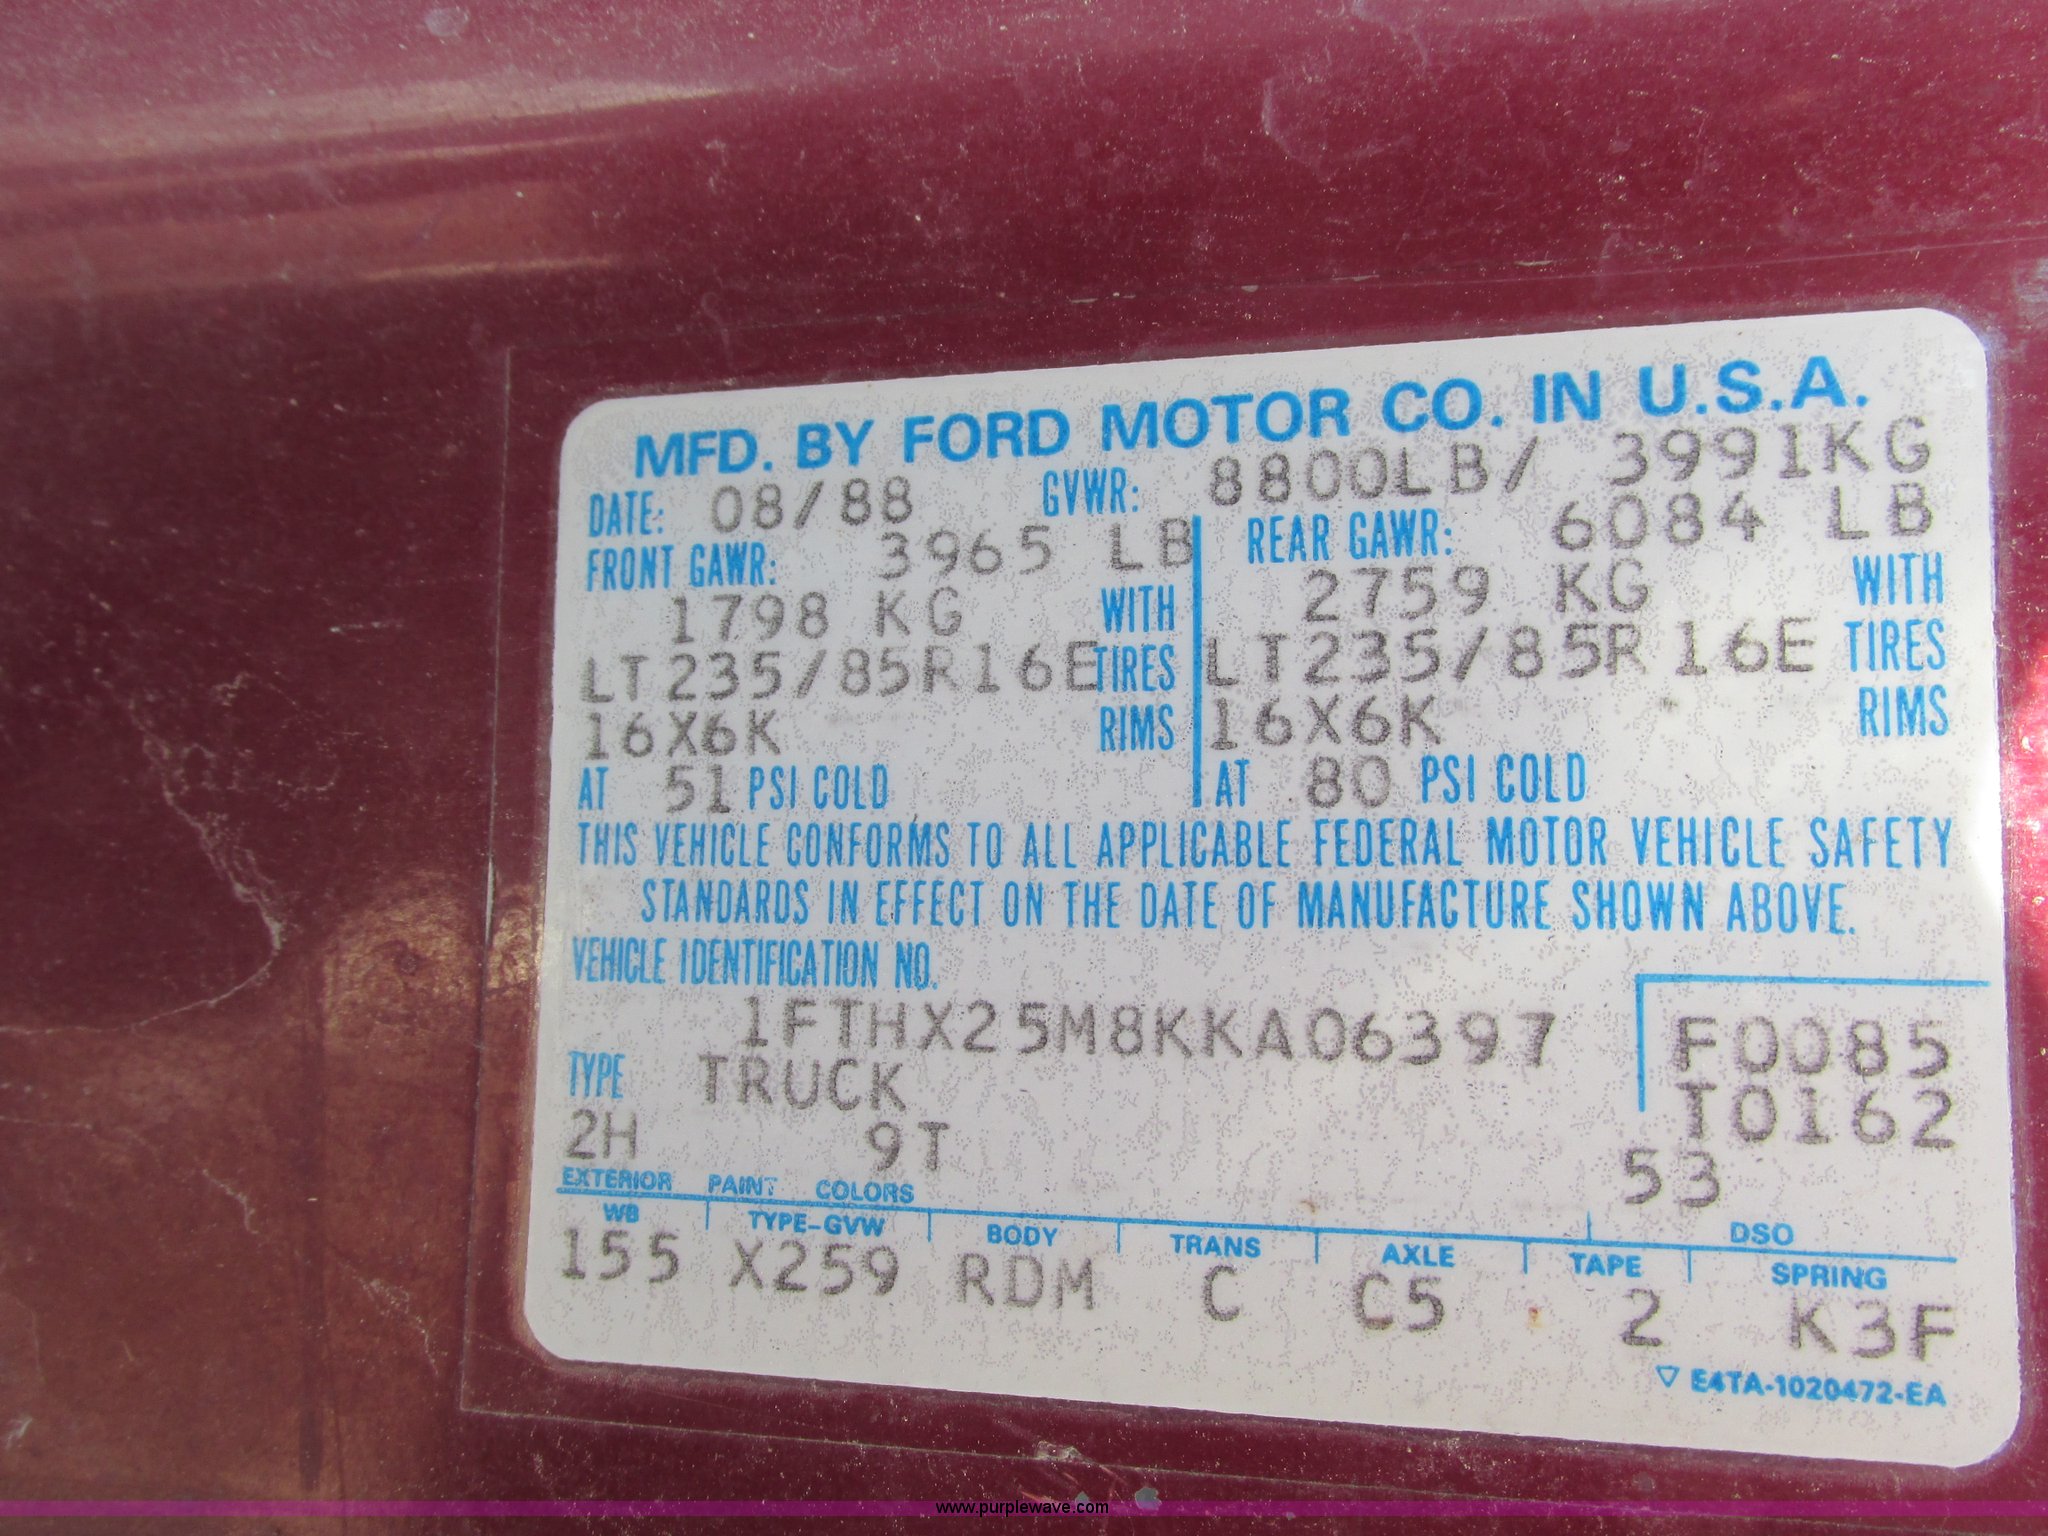 MFD. BY FORD MOTOR CO. IN U.S.A.
DATE: 08/88 GVWR: 8800LB/ 3991KG
FRONT GAWR: 3965 LB REAR GAWR: 6084 LB
1798 KG WITH 2759 KG WITH
LT235/85R16E TIRES LT235/85R16E TIRES
16X6K RIMS 16X6K RIMS
AT 51 PSI COLD AT 80 PSI COLD
THIS VEHICLE CONFORMS TO ALL APPLICABLE FEDERAL MOTOR VEHICLE SAFETY
STANDARDS IN EFFECT ON THE DATE OF MANUFACTURE SHOWN ABOVE.
VEHICLE IDENTIFICATION NO.
1FTHX25M8KKA06397 F0085
TYPE TRUCK T0162
2H 9T 53
EXTERIOR PAINT COLORS DSO
WB TYPE-GVW BODY TRANS AXLE TAPE SPRING
155 X259 RDM C C5 2 K3F
▽ E4TA-1020472-EA
www.purplewave.com